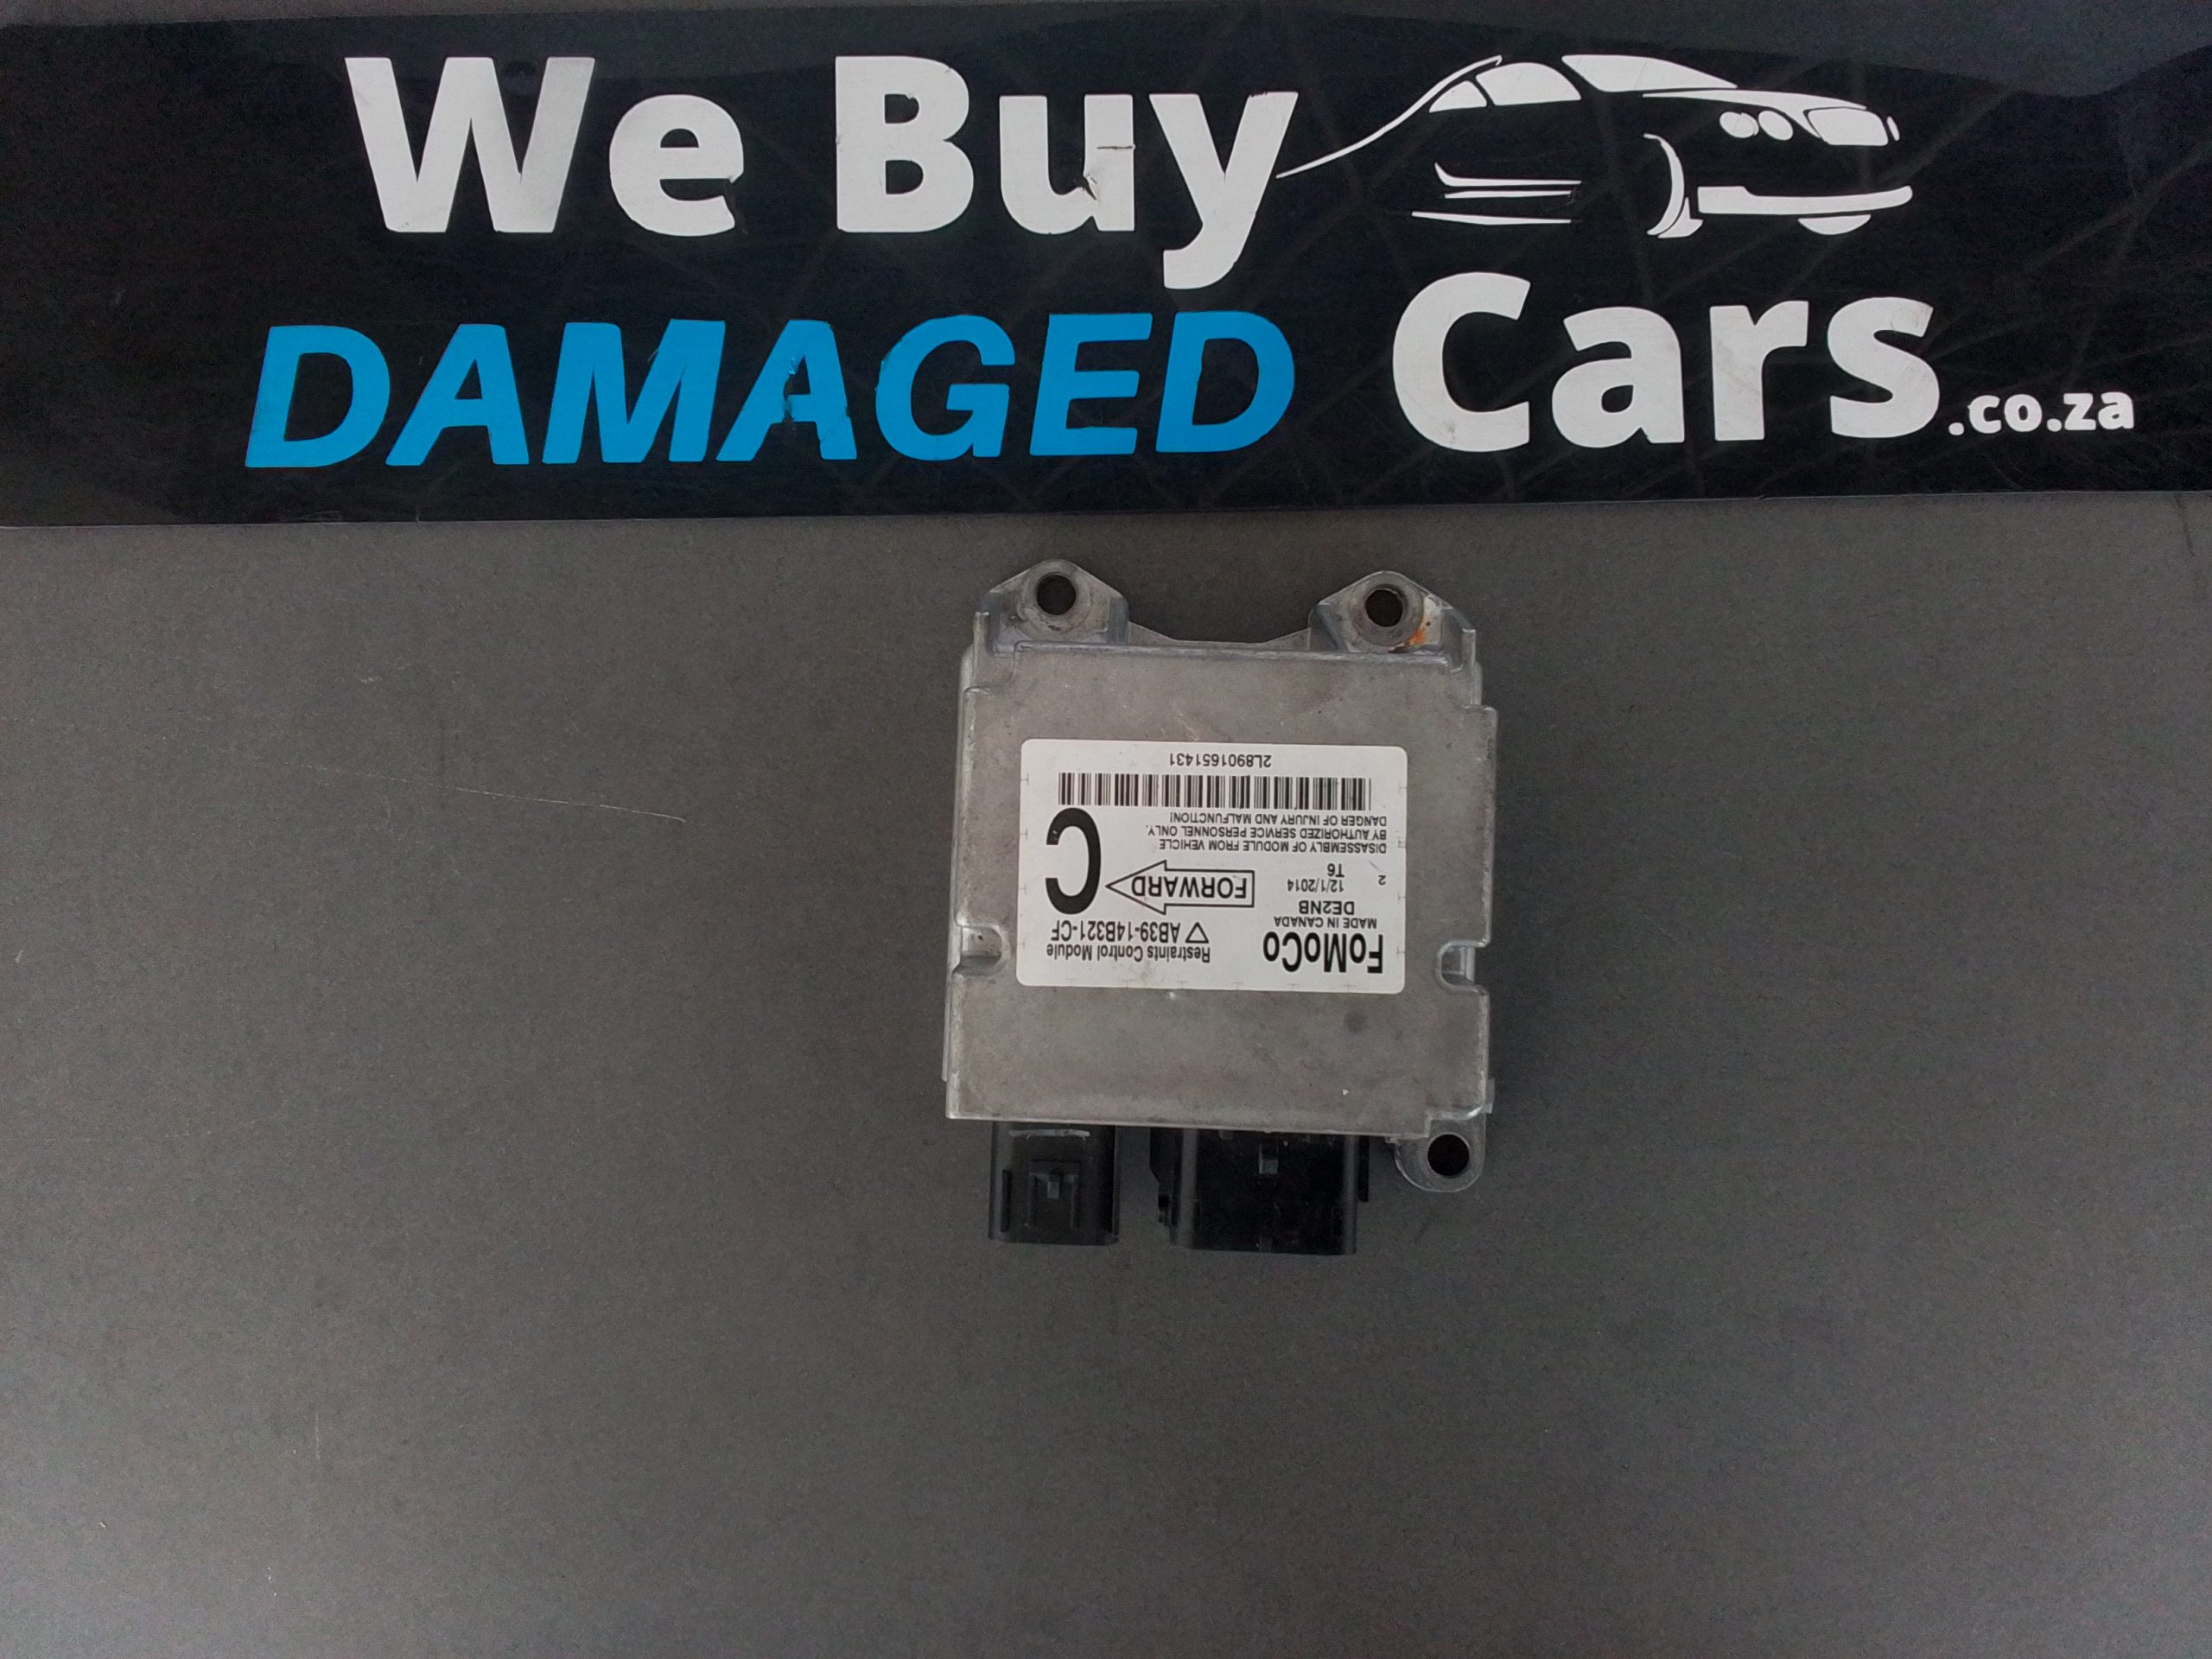 We Buy
DAMAGED Cars.co.za
FoMoCo
Restraints Control Module
MADE IN CANADA
AB39-14B321-CF
DE2NB
12/1/2014
FORWARD
C
2
T6
DISASSEMBLY OF MODULE FROM VEHICLE
BY AUTHORIZED SERVICE PERSONNEL ONLY.
DANGER OF INJURY AND MALFUNCTION!
2L8901651431